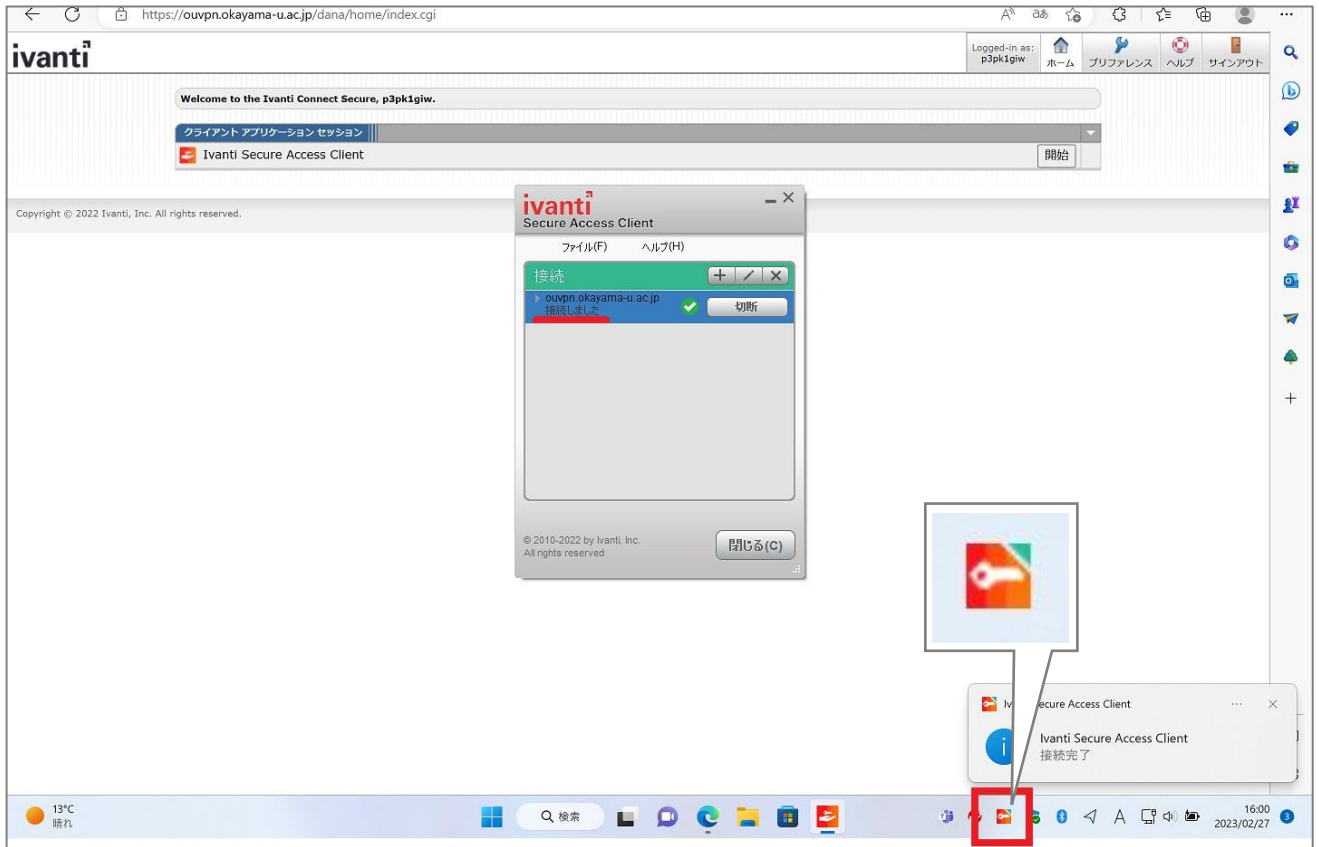 https://ouvpn.okayama-u.ac.jp/dana/home/index.cgi
A あ
ivanti
Logged-in as:
p3pk1giw
ホーム
プリファレンス
ヘルプ
サインアウト
Welcome to the Ivanti Connect Secure, p3pk1giw.
クライアント アプリケーション セッション
Ivanti Secure Access Client
開始
Copyright © 2022 Ivanti, Inc. All rights reserved.
ivanti
Secure Access Client
ファイル(F) ヘルプ(H)
接続
ouvpn.okayama-u.ac.jp
接続しました
切断
© 2010-2022 by Ivanti, Inc.
All rights reserved
閉じる(C)
ecure Access Client
Ivanti Secure Access Client
接続完了
13°C
晴れ
検索
A
16:00
2023/02/27
3